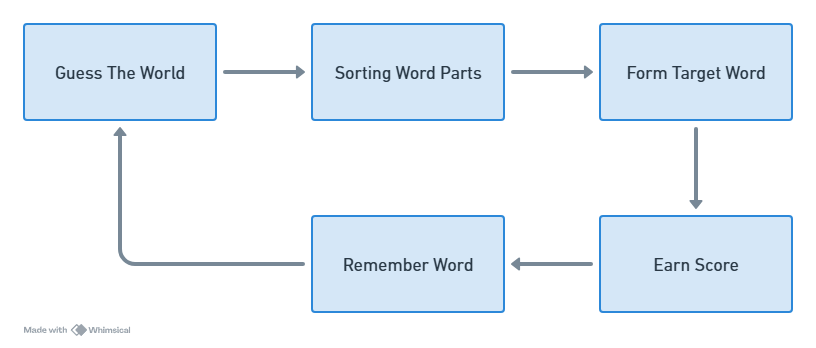 Guess The World
Sorting Word Parts
Form Target Word
Remember Word
Earn Score
Made with Whimsical